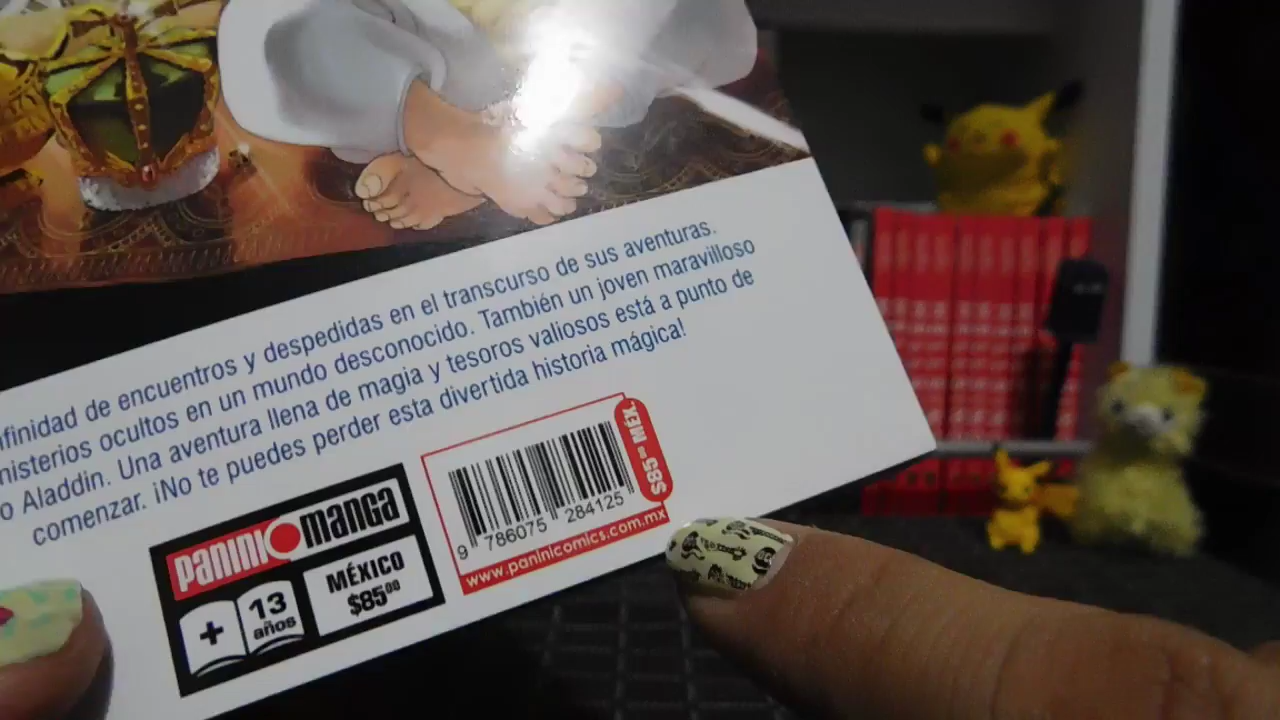 nfinidad de encuentros y despedidas en el transcurso de sus aventuras.
misterios ocultos en un mundo desconocido. También un joven maravilloso
o Aladdin. Una aventura llena de magia y tesoros valiosos está a punto de
comenzar. ¡No te puedes perder esta divertida historia mágica!
PANINI manga
+ 13 años
MÉXICO $85.00
$85.00 MÉX.
9 786075 284125
www.paninicomics.com.mx